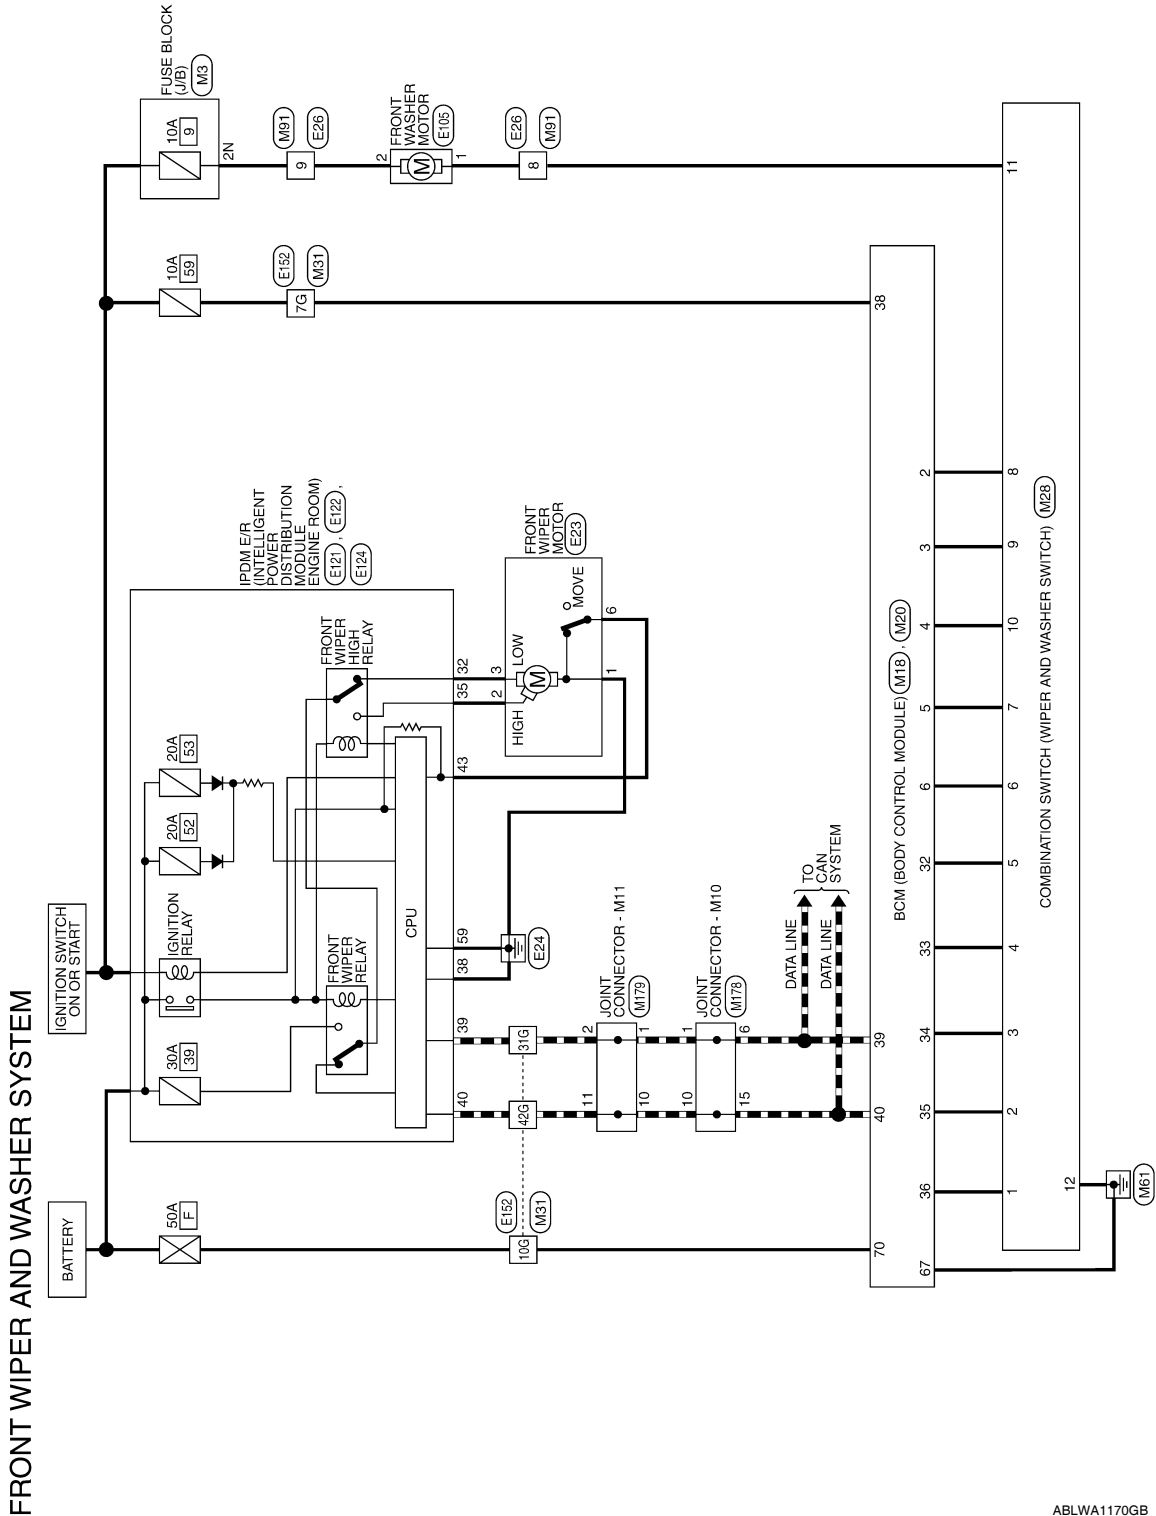 FRONT WIPER AND WASHER SYSTEM
BATTERY
50A
F
E152
M31
10G
IGNITION SWITCH
ON OR START
30A
39
IGNITION
RELAY
20A
52
20A
53
FRONT
WIPER
RELAY
FRONT
WIPER
HIGH
RELAY
CPU
IPDM E/R
(INTELLIGENT
POWER
DISTRIBUTION
MODULE
ENGINE ROOM)
E121 , E122 ,
E124
40
39
38
59
43
35
32
42G
31G
E24
2
3
HIGH
LOW
M
MOVE
1
6
FRONT
WIPER
MOTOR
E23
11
2
10
1
JOINT
CONNECTOR - M11
M179
10
1
15
6
JOINT
CONNECTOR - M10
M178
DATA LINE
DATA LINE
TO
CAN
SYSTEM
10A
59
E152
M31
7G
FUSE BLOCK
(J/B)
M3
10A
9
2N
M91
E26
9
2
FRONT
WASHER
MOTOR
E105
M
1
E26
M91
8
70
40
39
38
BCM (BODY CONTROL MODULE) M18 , M20
67
36
35
34
33
32
6
5
4
3
2
1
2
3
4
5
6
7
10
9
8
11
COMBINATION SWITCH (WIPER AND WASHER SWITCH) M28
12
M61
ABLWA1170GB